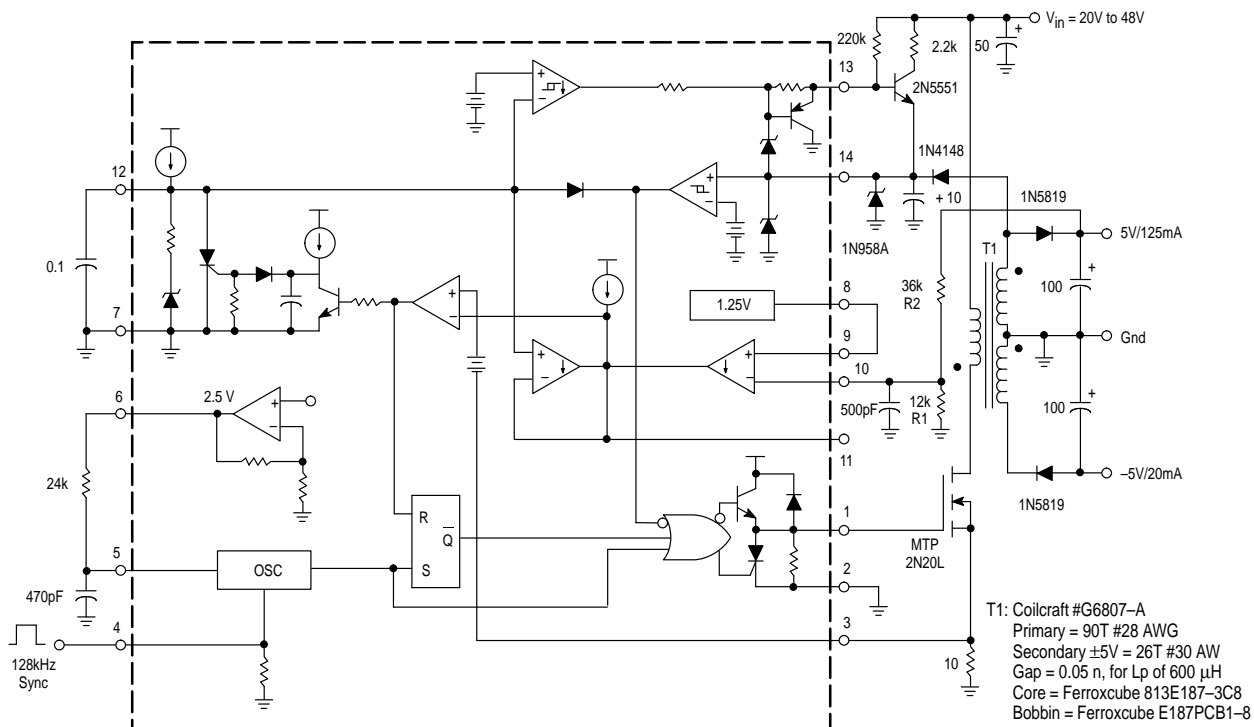 Vin = 20V to 48V
220k
2.2k
50
+
13
2N5551
12
14
1N4148
+ 10
1N5819
5V/125mA
T1
0.1
1N958A
36k
R2
100
+
8
1.25V
7
9
Gnd
10
6
2.5 V
500pF
12k
R1
100
+
11
24k
–5V/20mA
1N5819
1
R
Q
S
MTP
2N20L
5
OSC
2
470pF
4
3
10
128kHz
Sync
T1: Coilcraft #G6807–A
Primary = 90T #28 AWG
Secondary ±5V = 26T #30 AW
Gap = 0.05 n, for Lp of 600 µH
Core = Ferroxcube 813E187–3C8
Bobbin = Ferroxcube E187PCB1–8